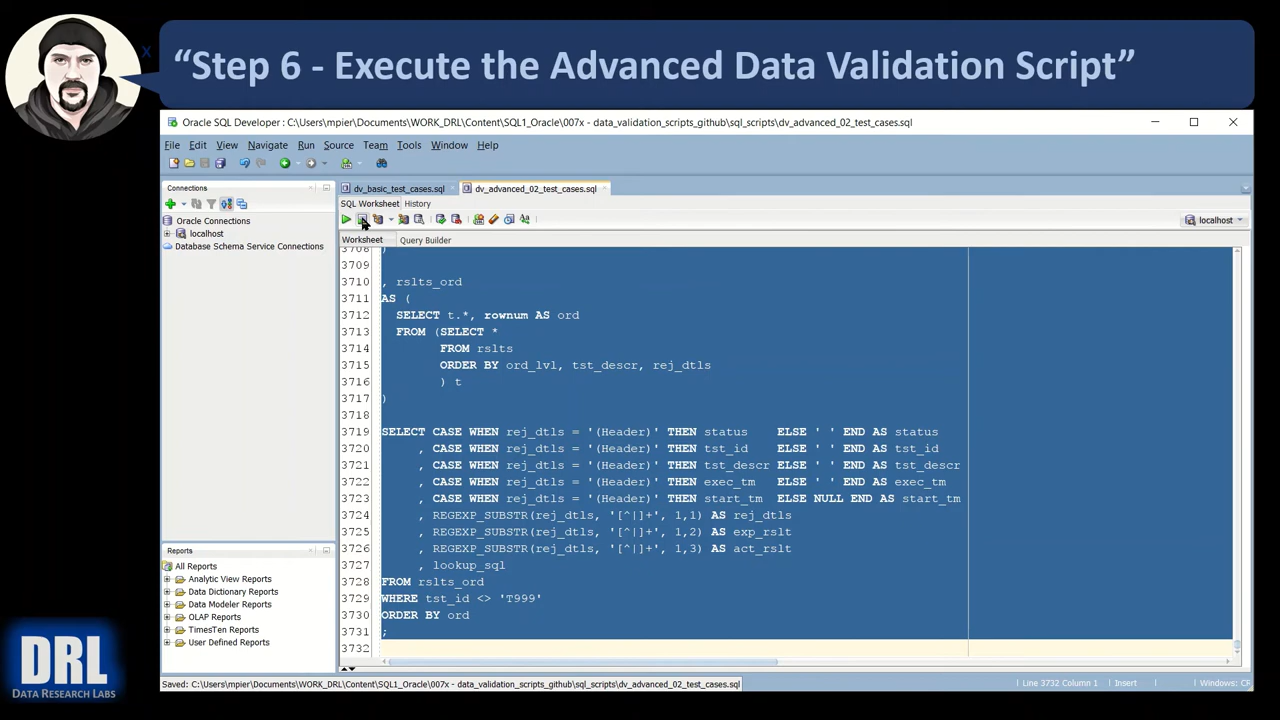 “Step 6 - Execute the Advanced Data Validation Script”
x
Oracle SQL Developer : C:\Users\mpier\Documents\WORK_DRL\Content\SQL1_Oracle\007x - data_validation_scripts_github\sql_scripts\dv_advanced_02_test_cases.sql
File Edit View Navigate Run Source Team Tools Window Help
Connections
Oracle Connections
localhost
Database Schema Service Connections
Reports
All Reports
Analytic View Reports
Data Dictionary Reports
Data Modeler Reports
OLAP Reports
TimesTen Reports
User Defined Reports
dv_basic_test_cases.sql dv_advanced_02_test_cases.sql
SQL Worksheet History
localhost
Worksheet Query Builder
3708 )
3709
3710 , rslts_ord
3711 AS (
3712 SELECT t.*, rownum AS ord
3713 FROM (SELECT *
3714 FROM rslts
3715 ORDER BY ord_lvl, tst_descr, rej_dtls
3716 ) t
3717 )
3718
3719 SELECT CASE WHEN rej_dtls = '(Header)' THEN status ELSE ' ' END AS status
3720 , CASE WHEN rej_dtls = '(Header)' THEN tst_id ELSE ' ' END AS tst_id
3721 , CASE WHEN rej_dtls = '(Header)' THEN tst_descr ELSE ' ' END AS tst_descr
3722 , CASE WHEN rej_dtls = '(Header)' THEN exec_tm ELSE ' ' END AS exec_tm
3723 , CASE WHEN rej_dtls = '(Header)' THEN start_tm ELSE NULL END AS start_tm
3724 , REGEXP_SUBSTR(rej_dtls, '[^|]+', 1,1) AS rej_dtls
3725 , REGEXP_SUBSTR(rej_dtls, '[^|]+', 1,2) AS exp_rslt
3726 , REGEXP_SUBSTR(rej_dtls, '[^|]+', 1,3) AS act_rslt
3727 , lookup_sql
3728 FROM rslts_ord
3729 WHERE tst_id <> 'T999'
3730 ORDER BY ord
3731 ;
3732
Saved: C:\Users\mpier\Documents\WORK_DRL\Content\SQL1_Oracle\007x - data_validation_scripts_github\sql_scripts\dv_advanced_02_test_cases.sql
Line 3732 Column 1 Insert Windows: CR
DRL
DATA RESEARCH LABS